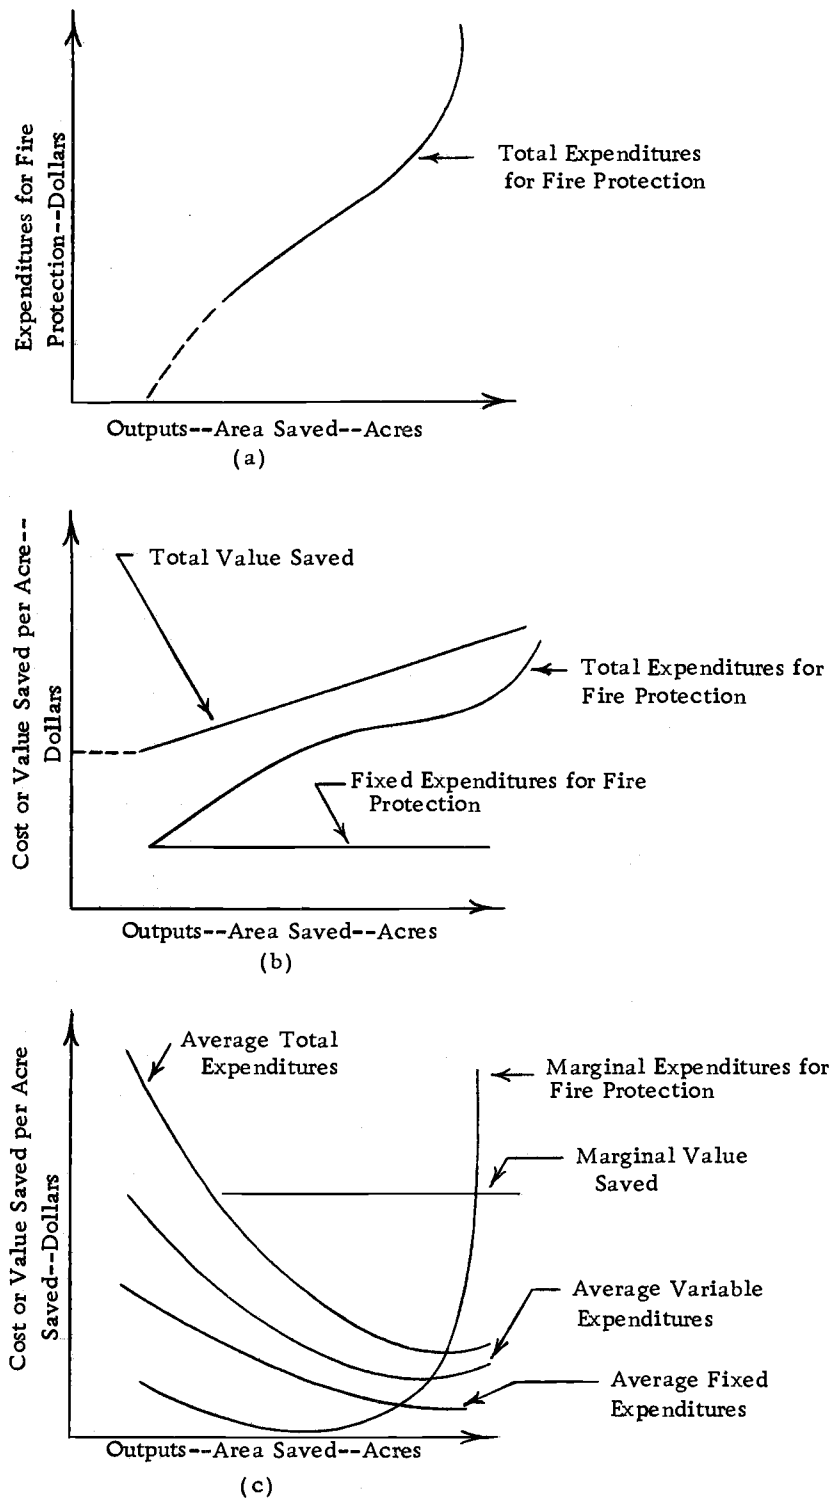 Expenditures for Fire
Protection--Dollars
Total Expenditures
for Fire Protection
Outputs--Area Saved--Acres
(a)
Cost or Value Saved per Acre--
Dollars
Total Value Saved
Total Expenditures for
Fire Protection
Fixed Expenditures for Fire
Protection
Outputs--Area Saved--Acres
(b)
Cost or Value Saved per Acre
Saved--Dollars
Average Total
Expenditures
Marginal Expenditures for
Fire Protection
Marginal Value
Saved
Average Variable
Expenditures
Average Fixed
Expenditures
Outputs--Area Saved--Acres
(c)